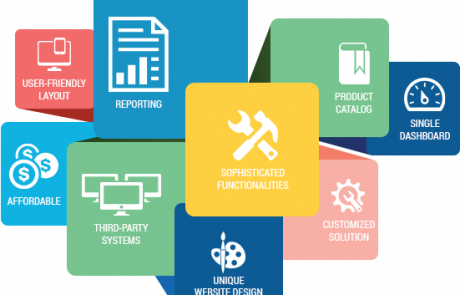 USER-FRIENDLY
LAYOUT
REPORTING
PRODUCT
CATALOG
SINGLE
DASHBOARD
SOPHISTICATED
FUNCTIONALITIES
AFFORDABLE
THIRD-PARTY
SYSTEMS
CUSTOMIZED
SOLUTION
UNIQUE
WEBSITE DESIGN